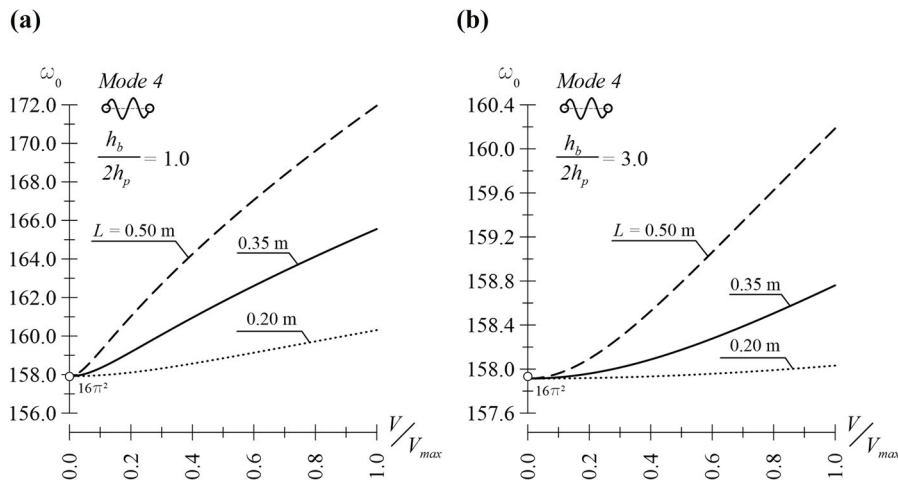 (a)
ω₀
Mode 4
h_b/2h_p = 1.0
172.0
170.0
168.0
166.0
164.0
162.0
160.0
158.0
156.0
L = 0.50 m
0.35 m
0.20 m
16π²
0.0
0.2
0.4
0.6
0.8
1.0
V/V_max
(b)
ω₀
Mode 4
h_b/2h_p = 3.0
160.4
160.0
159.6
159.2
158.8
158.4
158.0
157.6
L = 0.50 m
0.35 m
0.20 m
16π²
0.0
0.2
0.4
0.6
0.8
1.0
V/V_max